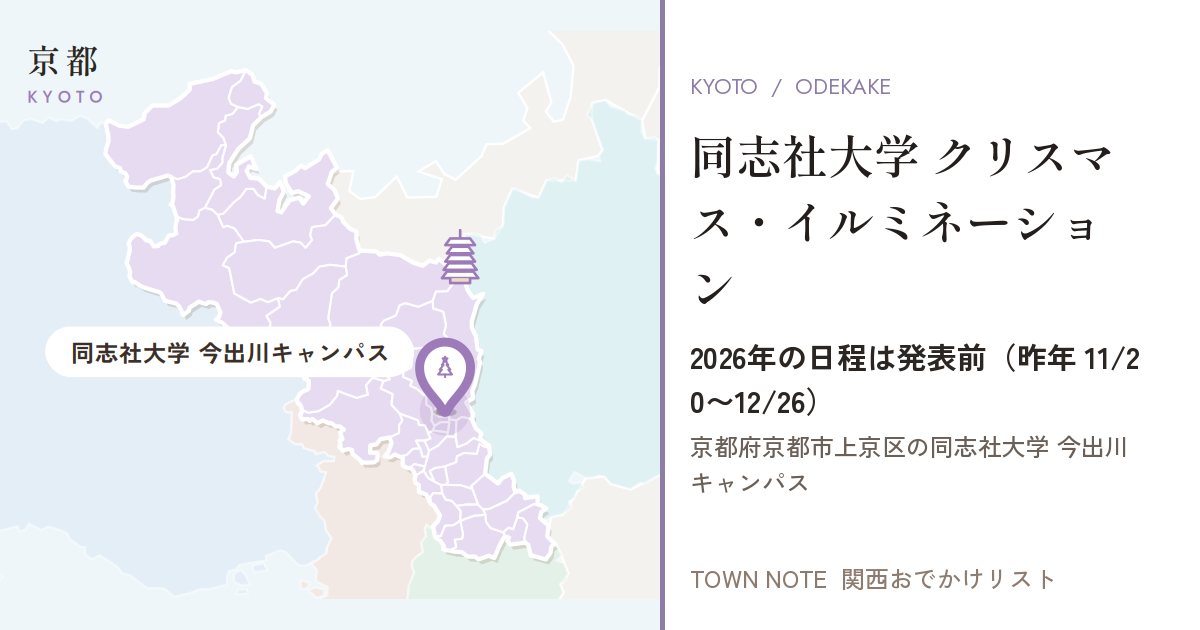 京都
KYOTO
同志社大学 今出川キャンパス
KYOTO / ODEKAKE
同志社大学 クリスマ
ス・イルミネーショ
ン
2026年の日程は発表前（昨年 11/2
0〜12/26）
京都府京都市上京区の同志社大学 今出川
キャンパス
TOWN NOTE 関西おでかけリスト